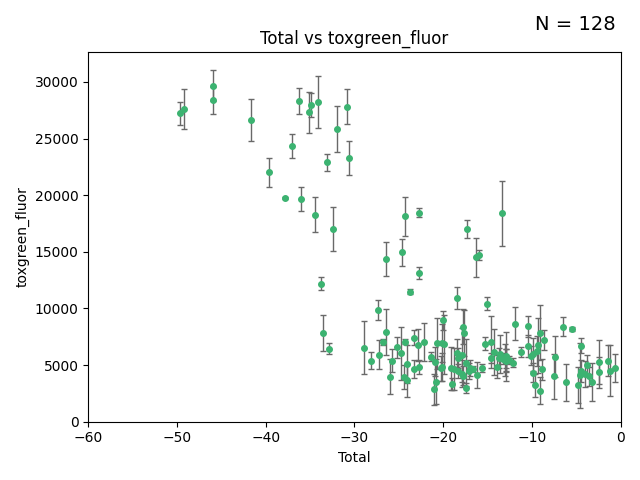 N = 128
Total vs toxgreen_fluor
30000
25000
20000
15000
10000
5000
0
toxgreen_fluor
−60 −50 −40 −30 −20 −10 0
Total